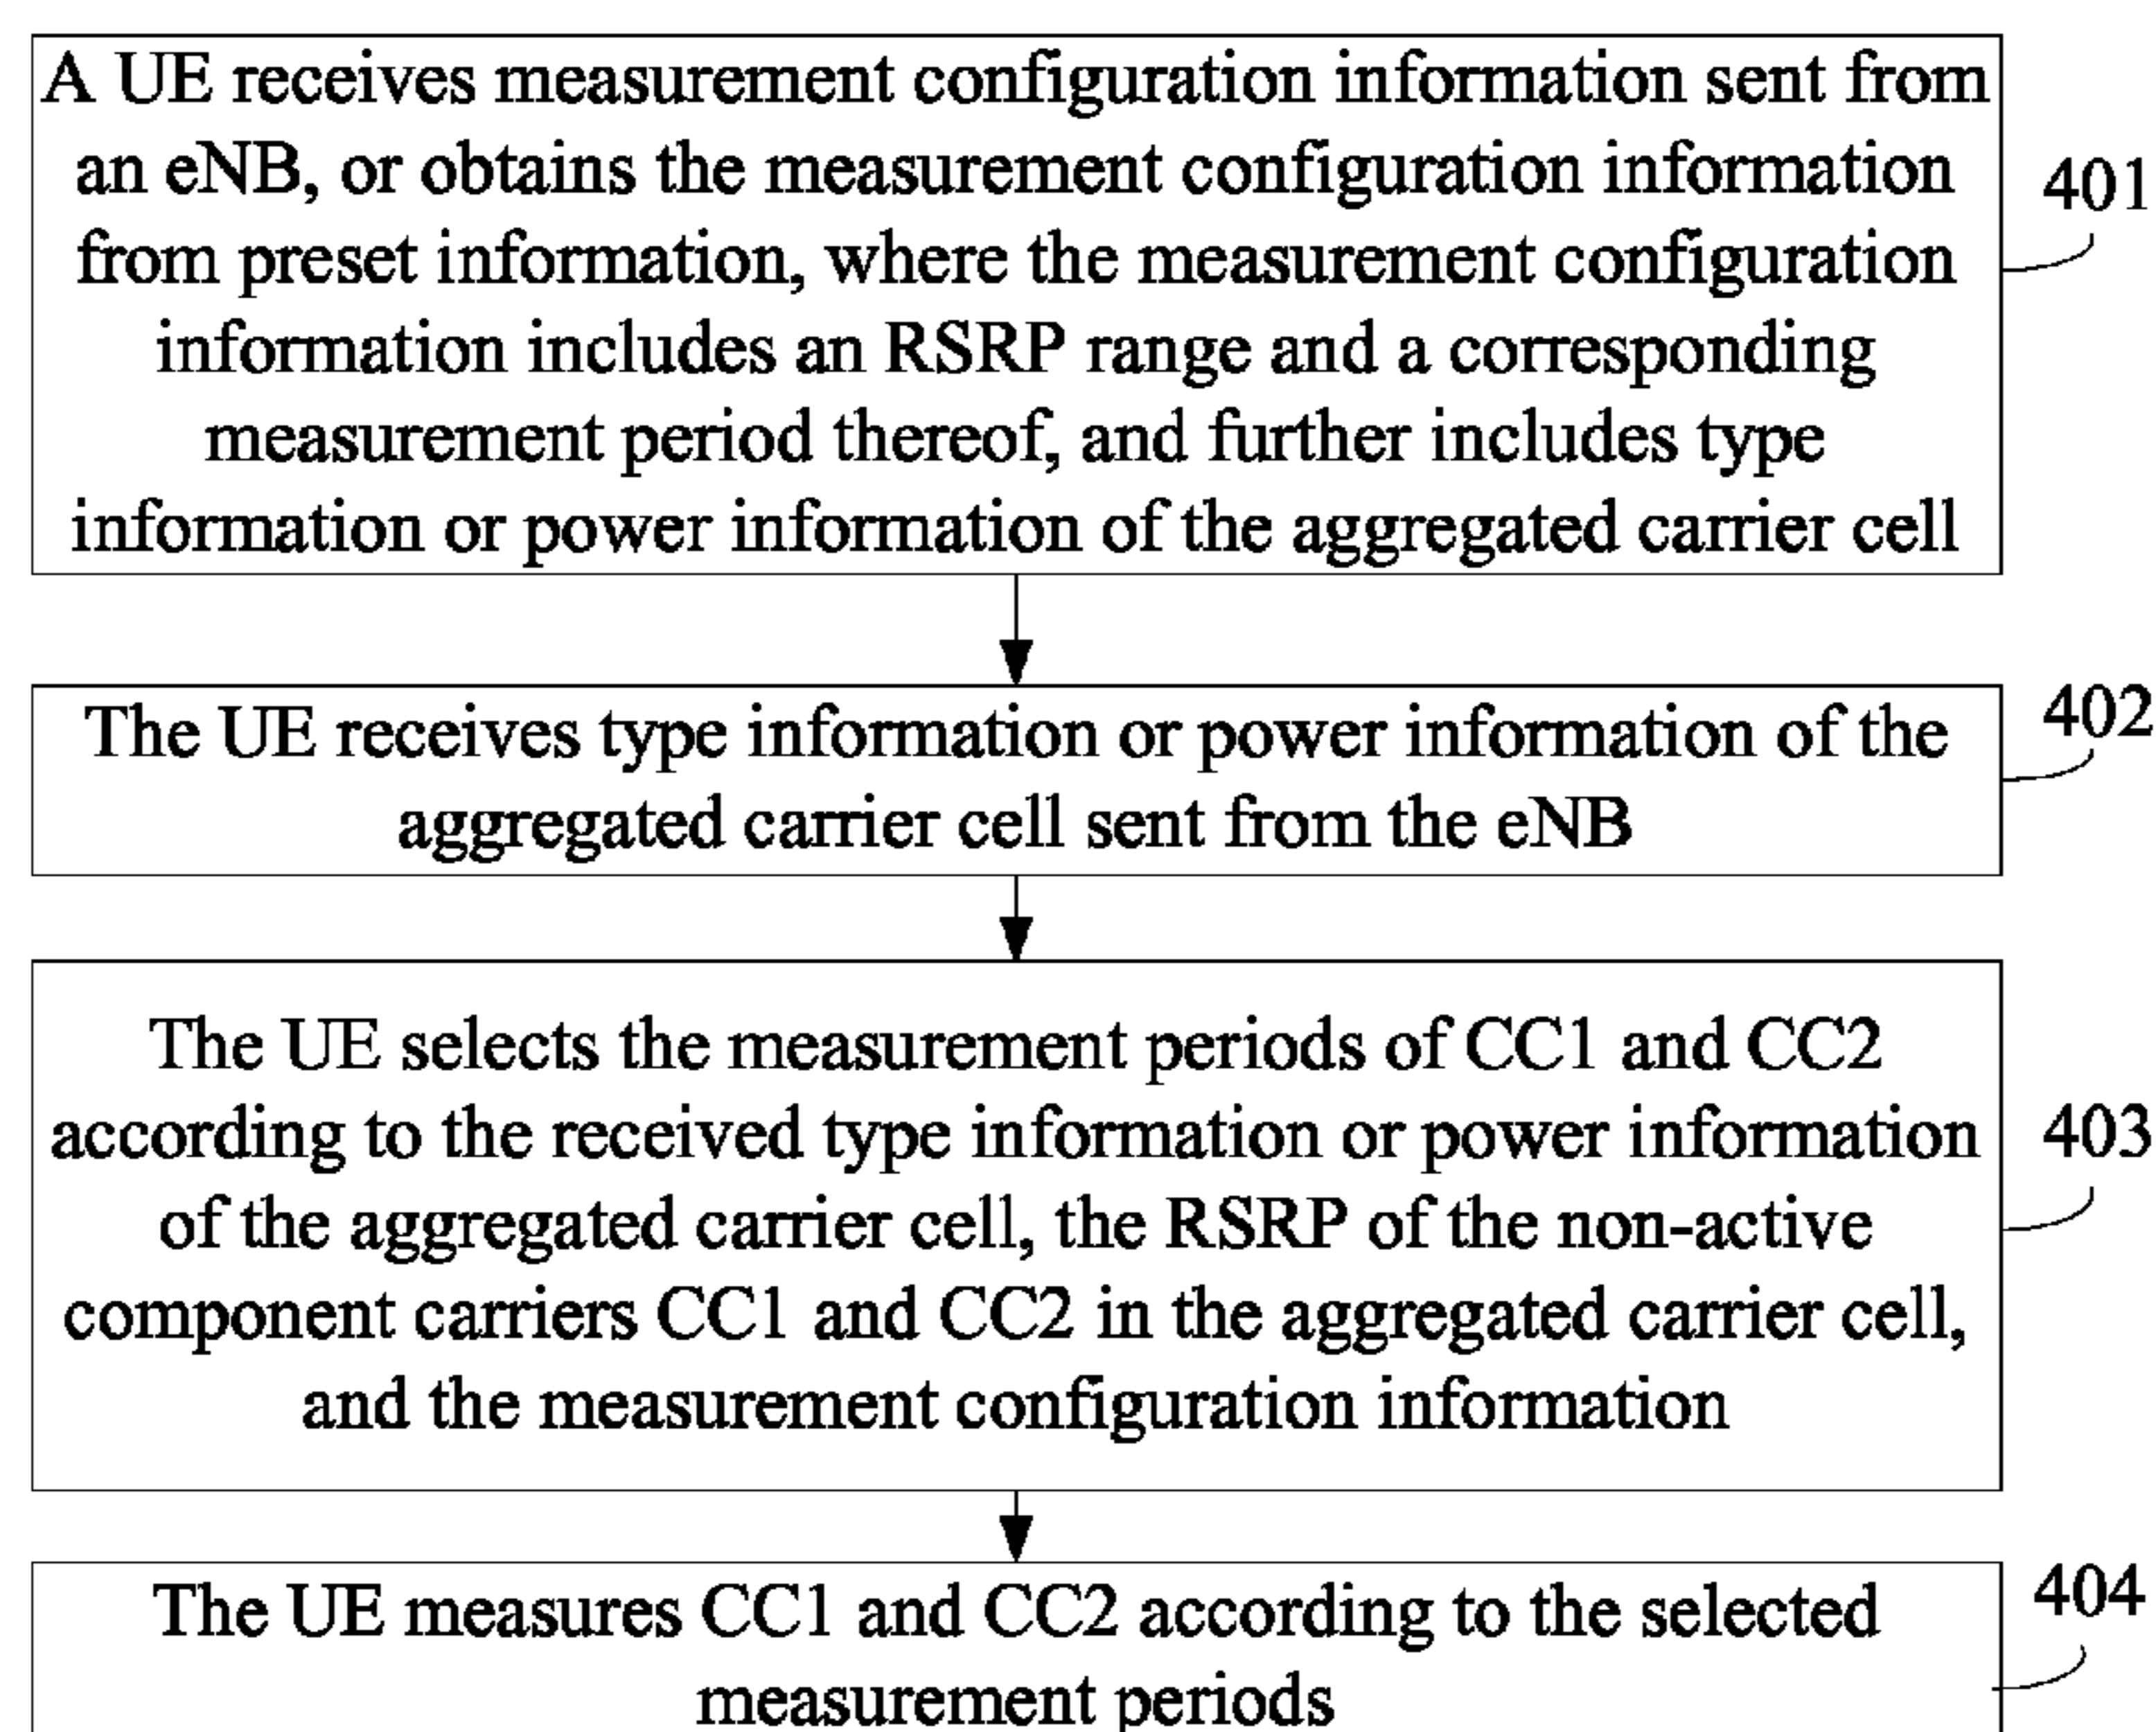 A UE receives measurement configuration information sent from
an eNB, or obtains the measurement configuration information
from preset information, where the measurement configuration
information includes an RSRP range and a corresponding
measurement period thereof, and further includes type
information or power information of the aggregated carrier cell
401
The UE receives type information or power information of the
aggregated carrier cell sent from the eNB
402
The UE selects the measurement periods of CC1 and CC2
according to the received type information or power information
of the aggregated carrier cell, the RSRP of the non-active
component carriers CC1 and CC2 in the aggregated carrier cell,
and the measurement configuration information
403
The UE measures CC1 and CC2 according to the selected
measurement periods
404